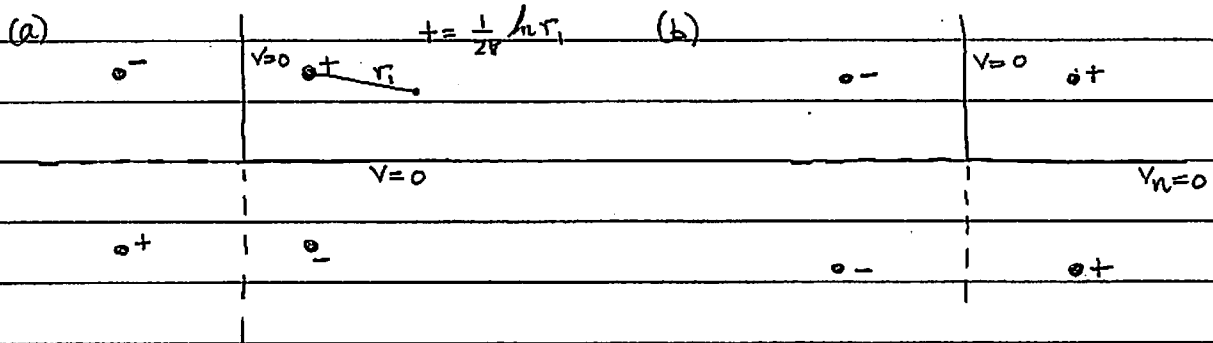 (a) + = 1/2π ln r₁ (b)
- V=0 + r₁ - V=0 +
V=0 Vn=0
+ - - +